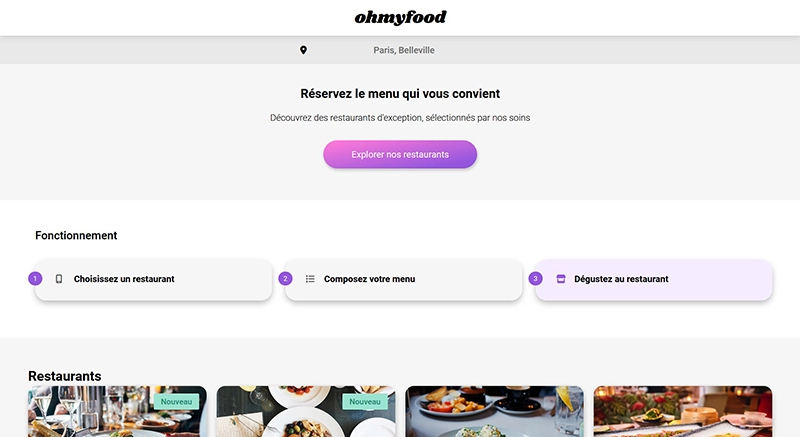 ohmyfood
Paris, Belleville
Réservez le menu qui vous convient
Découvrez des restaurants d'exception, sélectionnés par nos soins
Explorer nos restaurants
Fonctionnement
1 Choisissez un restaurant
2 Composez votre menu
3 Dégustez au restaurant
Restaurants
Nouveau
Nouveau